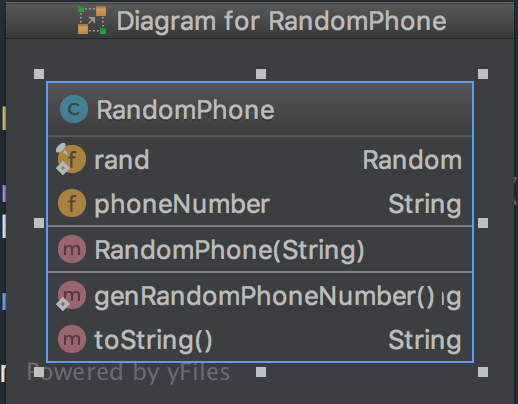 Diagram for RandomPhone
C RandomPhone
f rand Random
f phoneNumber String
m RandomPhone(String)
m genRandomPhoneNumber() g
m toString() String
Powered by yFiles